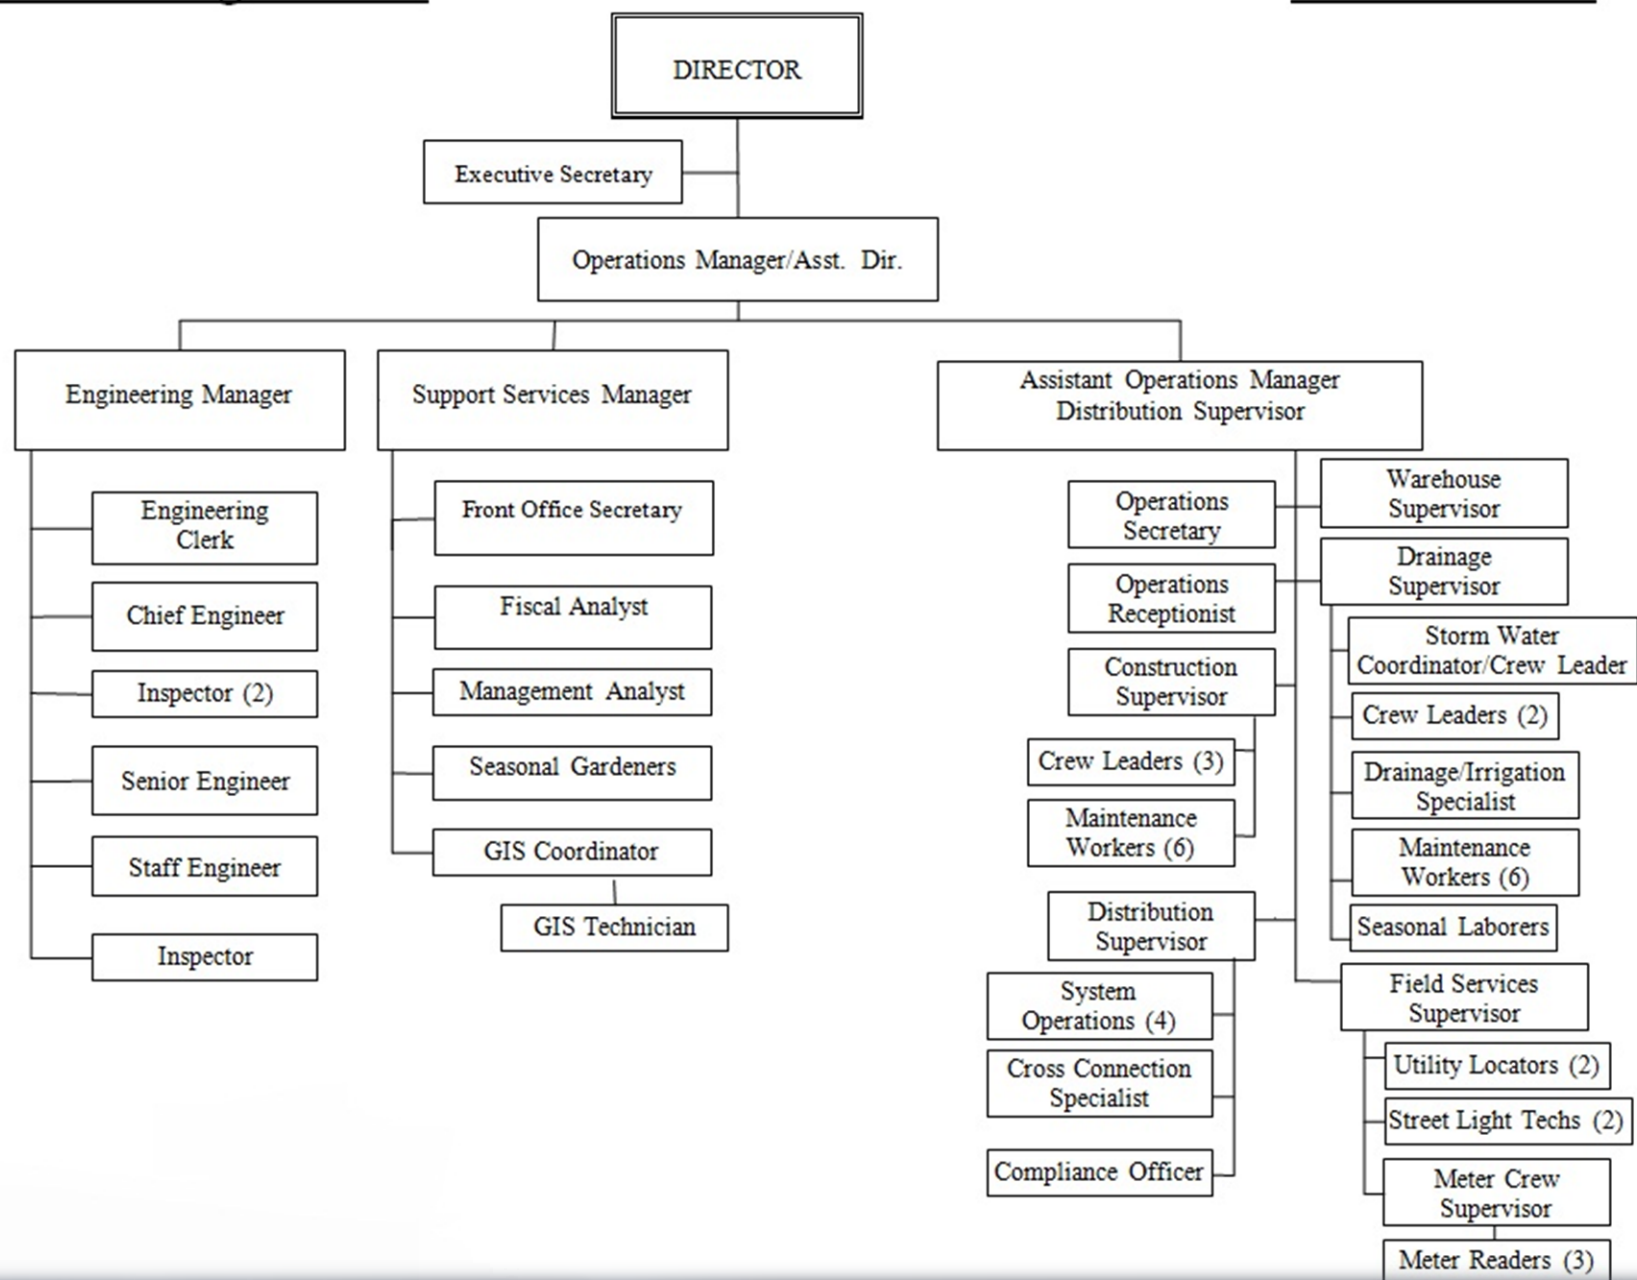 DIRECTOR
Executive Secretary
Operations Manager/Asst. Dir.
Engineering Manager
Support Services Manager
Assistant Operations Manager
Distribution Supervisor
Engineering
Clerk
Chief Engineer
Inspector (2)
Senior Engineer
Staff Engineer
Inspector
Front Office Secretary
Fiscal Analyst
Management Analyst
Seasonal Gardeners
GIS Coordinator
GIS Technician
Operations
Secretary
Operations
Receptionist
Construction
Supervisor
Crew Leaders (3)
Maintenance
Workers (6)
Distribution
Supervisor
System
Operations (4)
Cross Connection
Specialist
Compliance Officer
Warehouse
Supervisor
Drainage
Supervisor
Storm Water
Coordinator/Crew Leader
Crew Leaders (2)
Drainage/Irrigation
Specialist
Maintenance
Workers (6)
Seasonal Laborers
Field Services
Supervisor
Utility Locators (2)
Street Light Techs (2)
Meter Crew
Supervisor
Meter Readers (3)